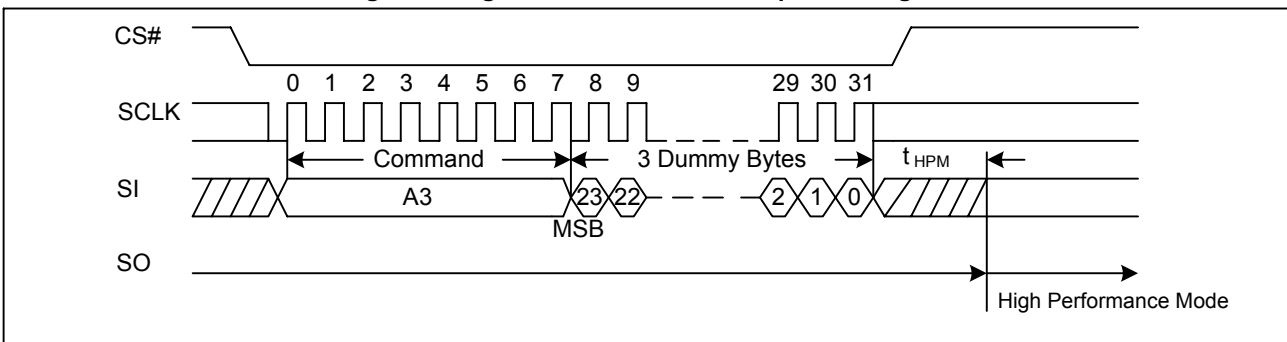 CS#
0 1 2 3 4 5 6 7 8 9 29 30 31
SCLK
Command 3 Dummy Bytes t HPM
SI
A3 23 22 2 1 0
MSB
SO
High Performance Mode